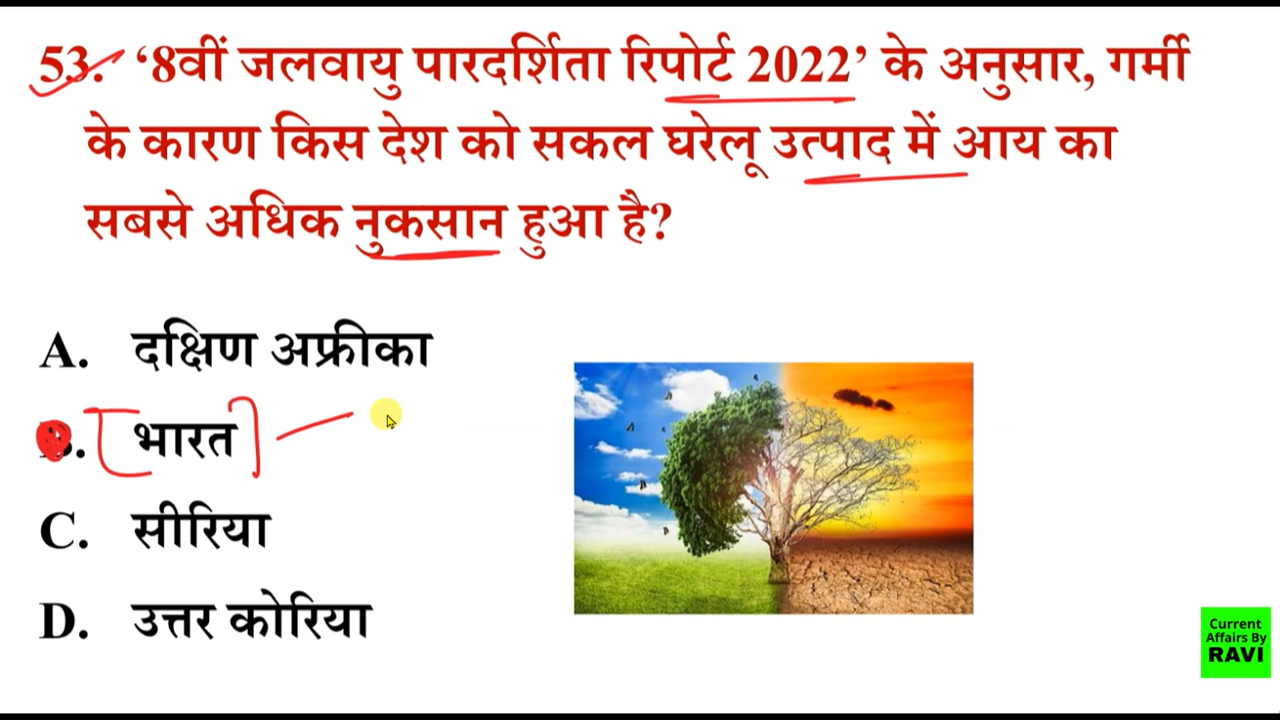 53. ‘8वीं जलवायु पारदर्शिता रिपोर्ट 2022’ के अनुसार, गर्मी
के कारण किस देश को सकल घरेलू उत्पाद में आय का
सबसे अधिक नुकसान हुआ है?
A. दक्षिण अफ्रीका
B. भारत
C. सीरिया
D. उत्तर कोरिया
Current
Affairs By
RAVI